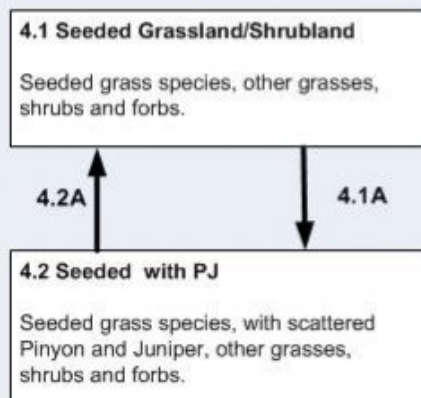 4.1 Seeded Grassland/Shrubland
Seeded grass species, other grasses,
shrubs and forbs.
4.2A
4.1A
4.2 Seeded with PJ
Seeded grass species, with scattered
Pinyon and Juniper, other grasses,
shrubs and forbs.